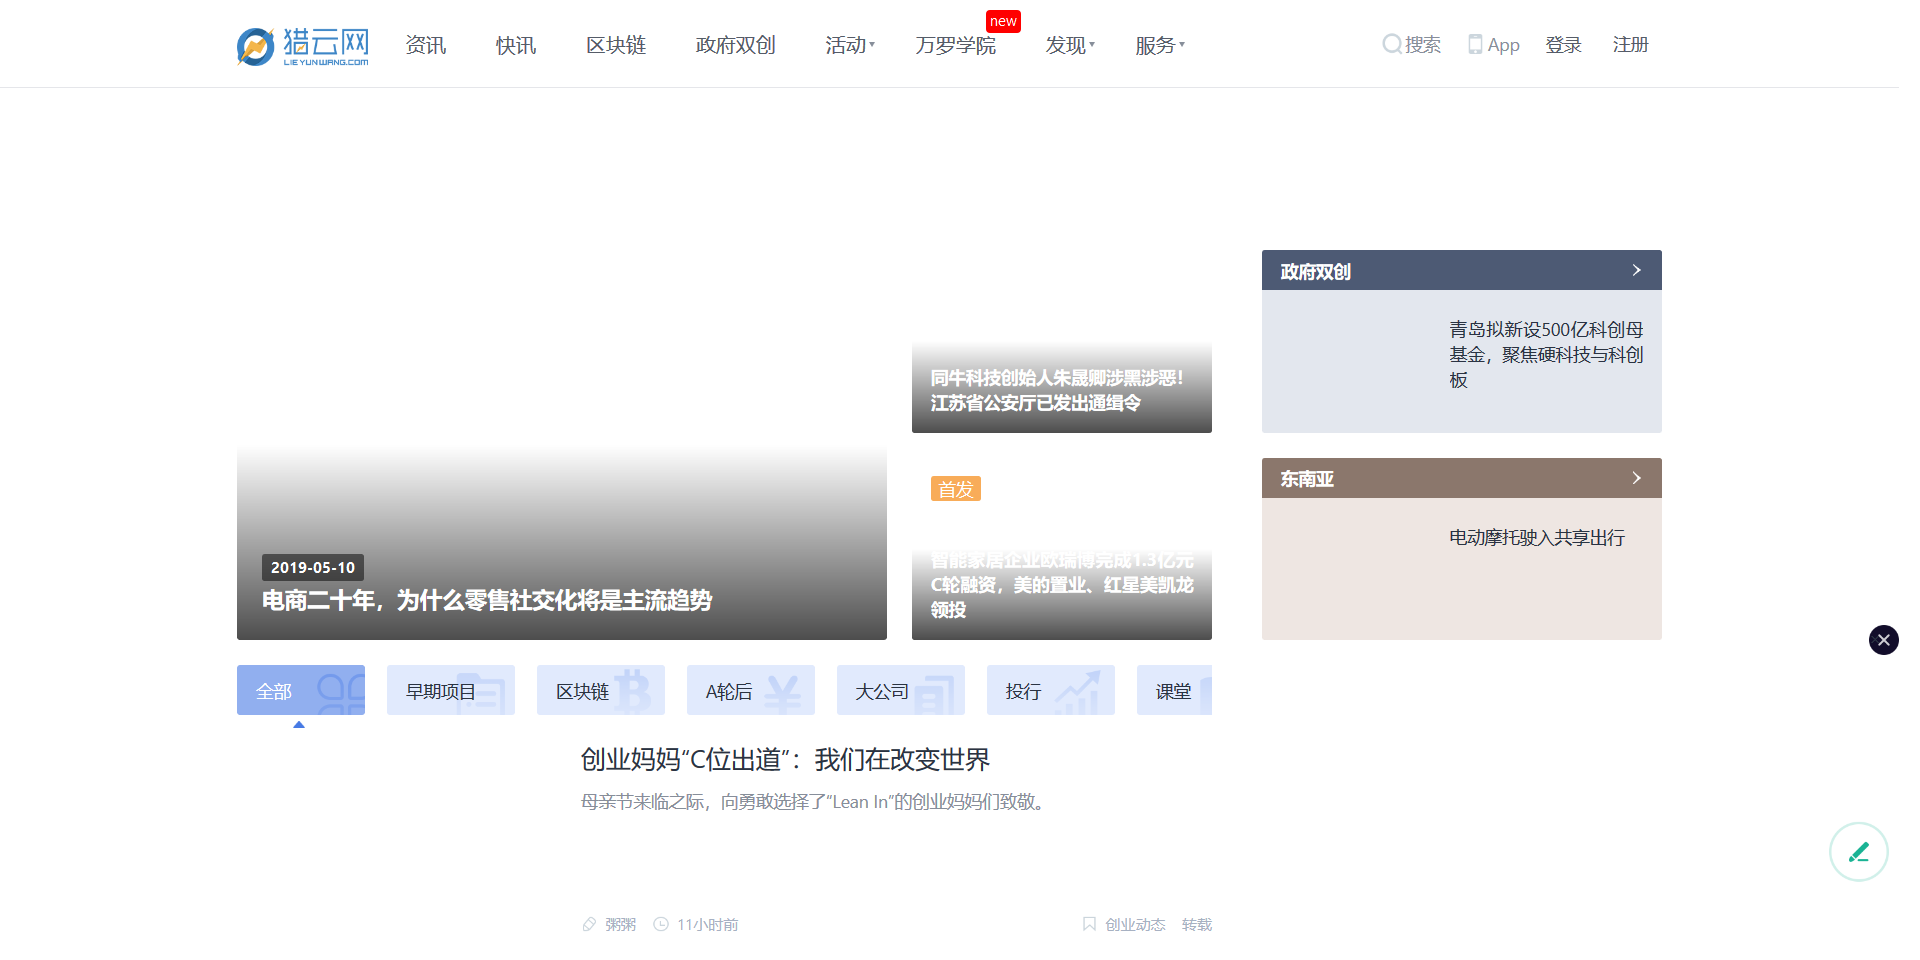 猎云网
LIEYUNWANG.COM
资讯
快讯
区块链
政府双创
活动
万罗学院
new
发现
服务
搜索
App
登录
注册
同牛科技创始人朱晟卿涉黑涉恶！
江苏省公安厅已发出通缉令
2019-05-10
电商二十年，为什么零售社交化将是主流趋势
首发
智能家居企业欧瑞博完成1.3亿元
C轮融资，美的置业、红星美凯龙
领投
政府双创
青岛拟新设500亿科创母
基金，聚焦硬科技与科创
板
东南亚
电动摩托驶入共享出行
全部
早期项目
区块链
A轮后
大公司
投行
课堂
创业妈妈“C位出道”：我们在改变世界
母亲节来临之际，向勇敢选择了“Lean In”的创业妈妈们致敬。
粥粥
11小时前
创业动态
转载